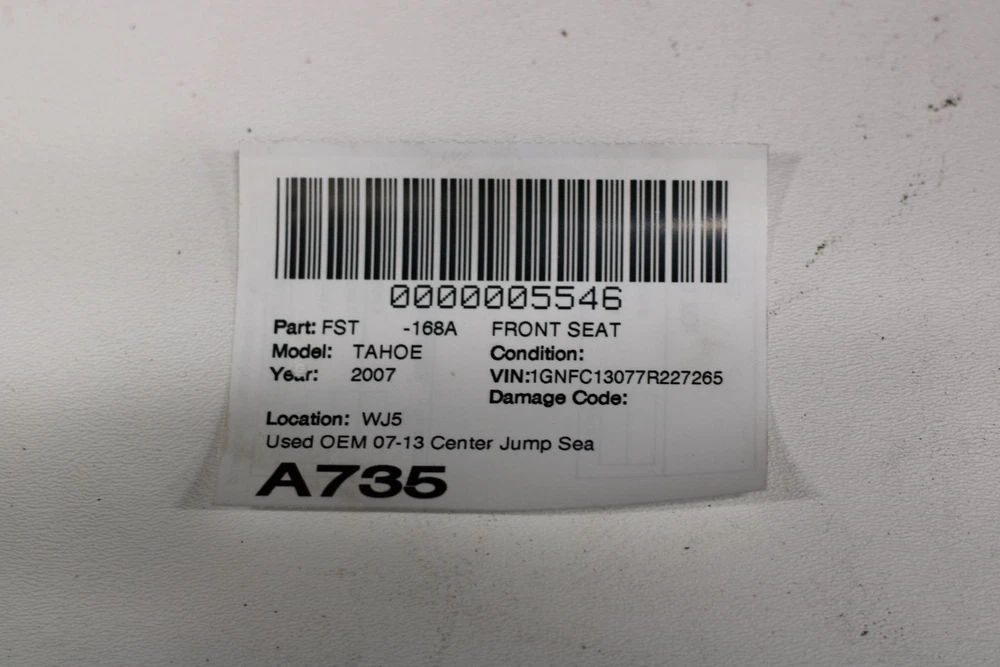 0000005546
Part: FST -168A FRONT SEAT
Model: TAHOE Condition:
Year: 2007 VIN:1GNFC13077R227265
Damage Code:
Location: WJ5
Used OEM 07-13 Center Jump Sea
A735